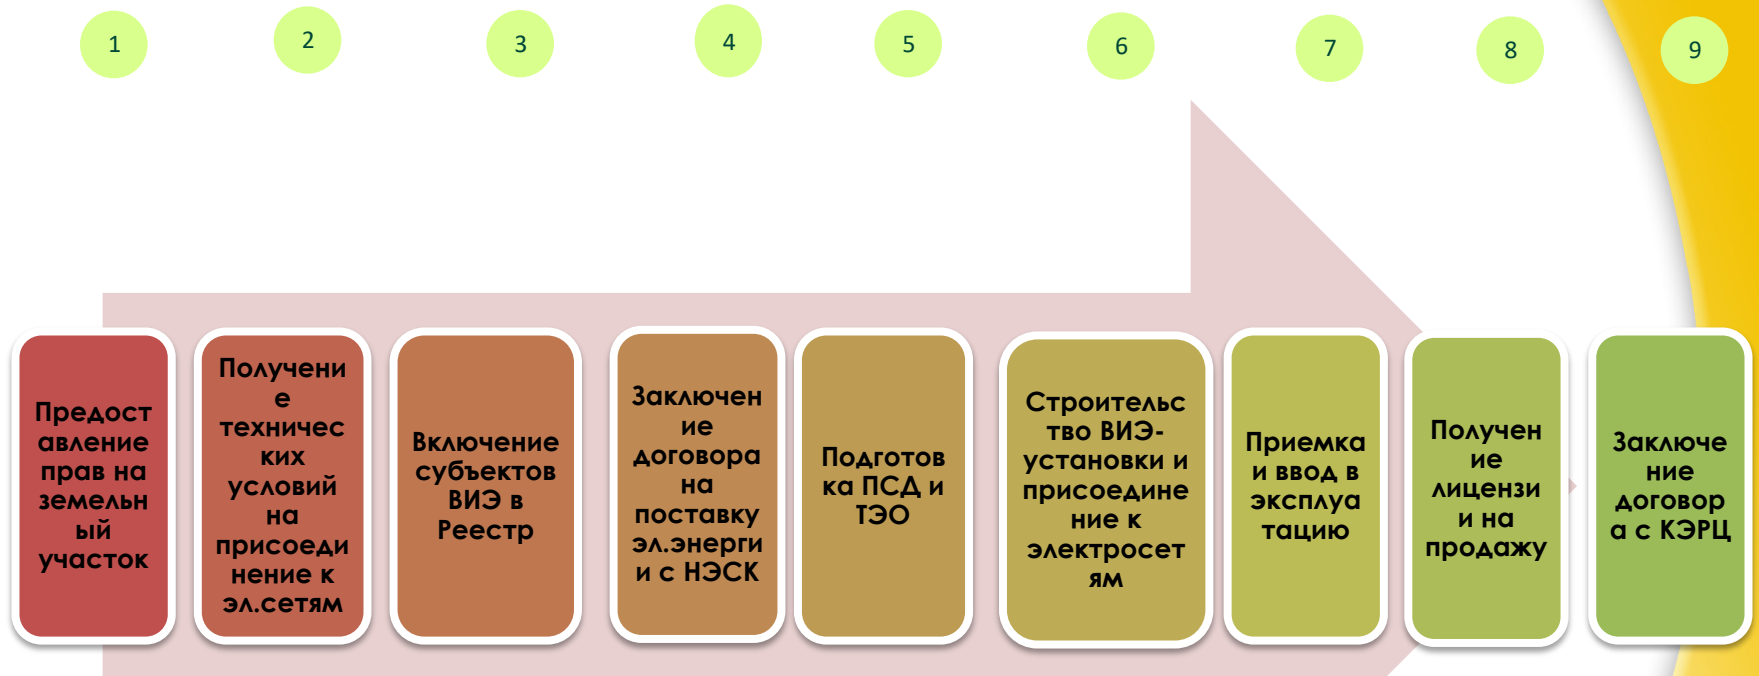 1
2
3
4
5
6
7
8
9
Предост
авление
прав на
земельн
ый
участок
Получени
е
техничес
ких
условий
на
присоеди
нение к
эл.сетям
Включение
субъектов
ВИЭ в
Реестр
Заключен
ие
договора
на
поставку
эл.энерги
и с НЭСК
Подготов
ка ПСД и
ТЭО
Строительс
тво ВИЭ-
установки и
присоедине
ние к
электросет
ям
Приемка
и ввод в
эксплуа
тацию
Получен
ие
лицензи
и на
продажу
Заключе
ние
договор
а с КЭРЦ